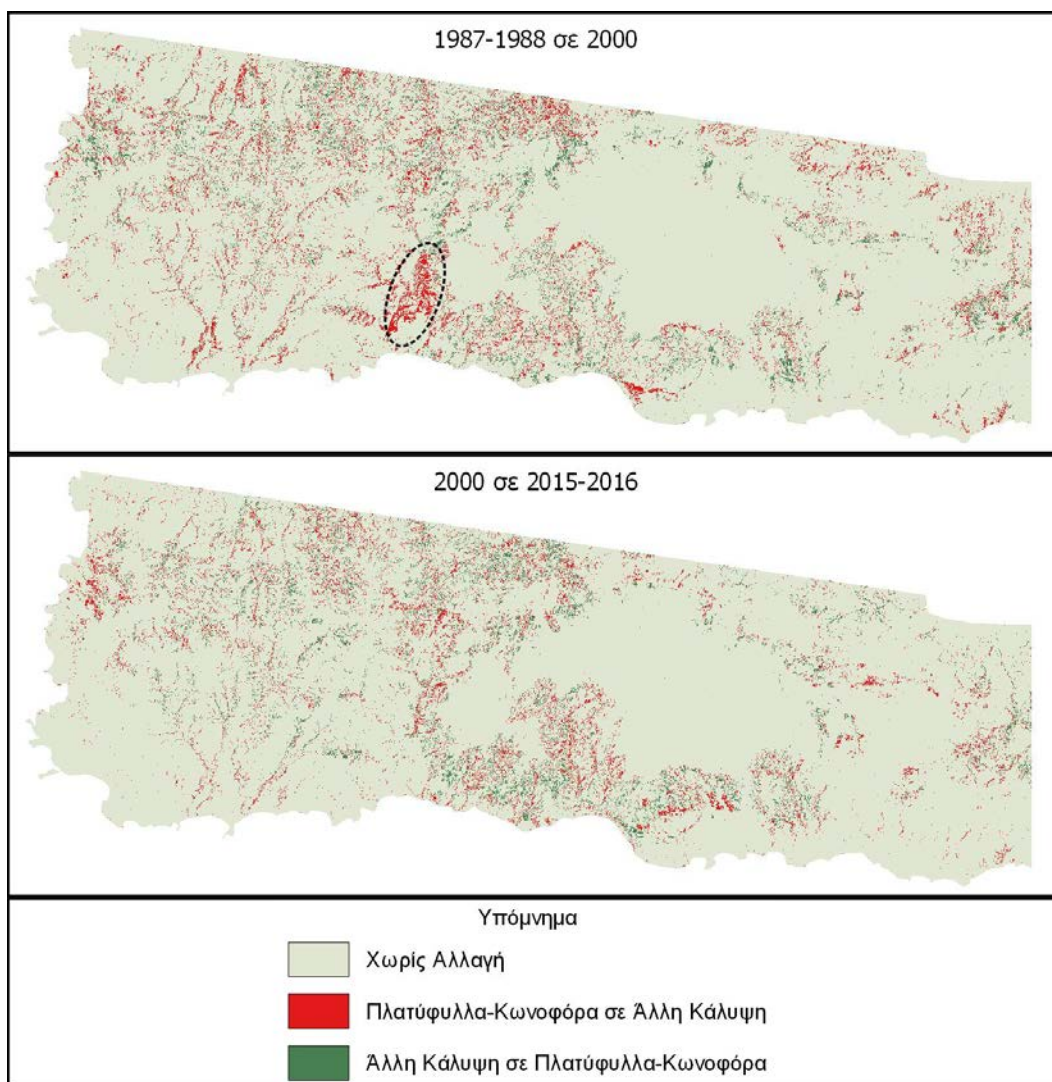 1987-1988 σε 2000
2000 σε 2015-2016
Υπόμνημα
Χωρίς Αλλαγή
Πλατύφυλλα-Κωνοφόρα σε Άλλη Κάλυψη
Άλλη Κάλυψη σε Πλατύφυλλα-Κωνοφόρα